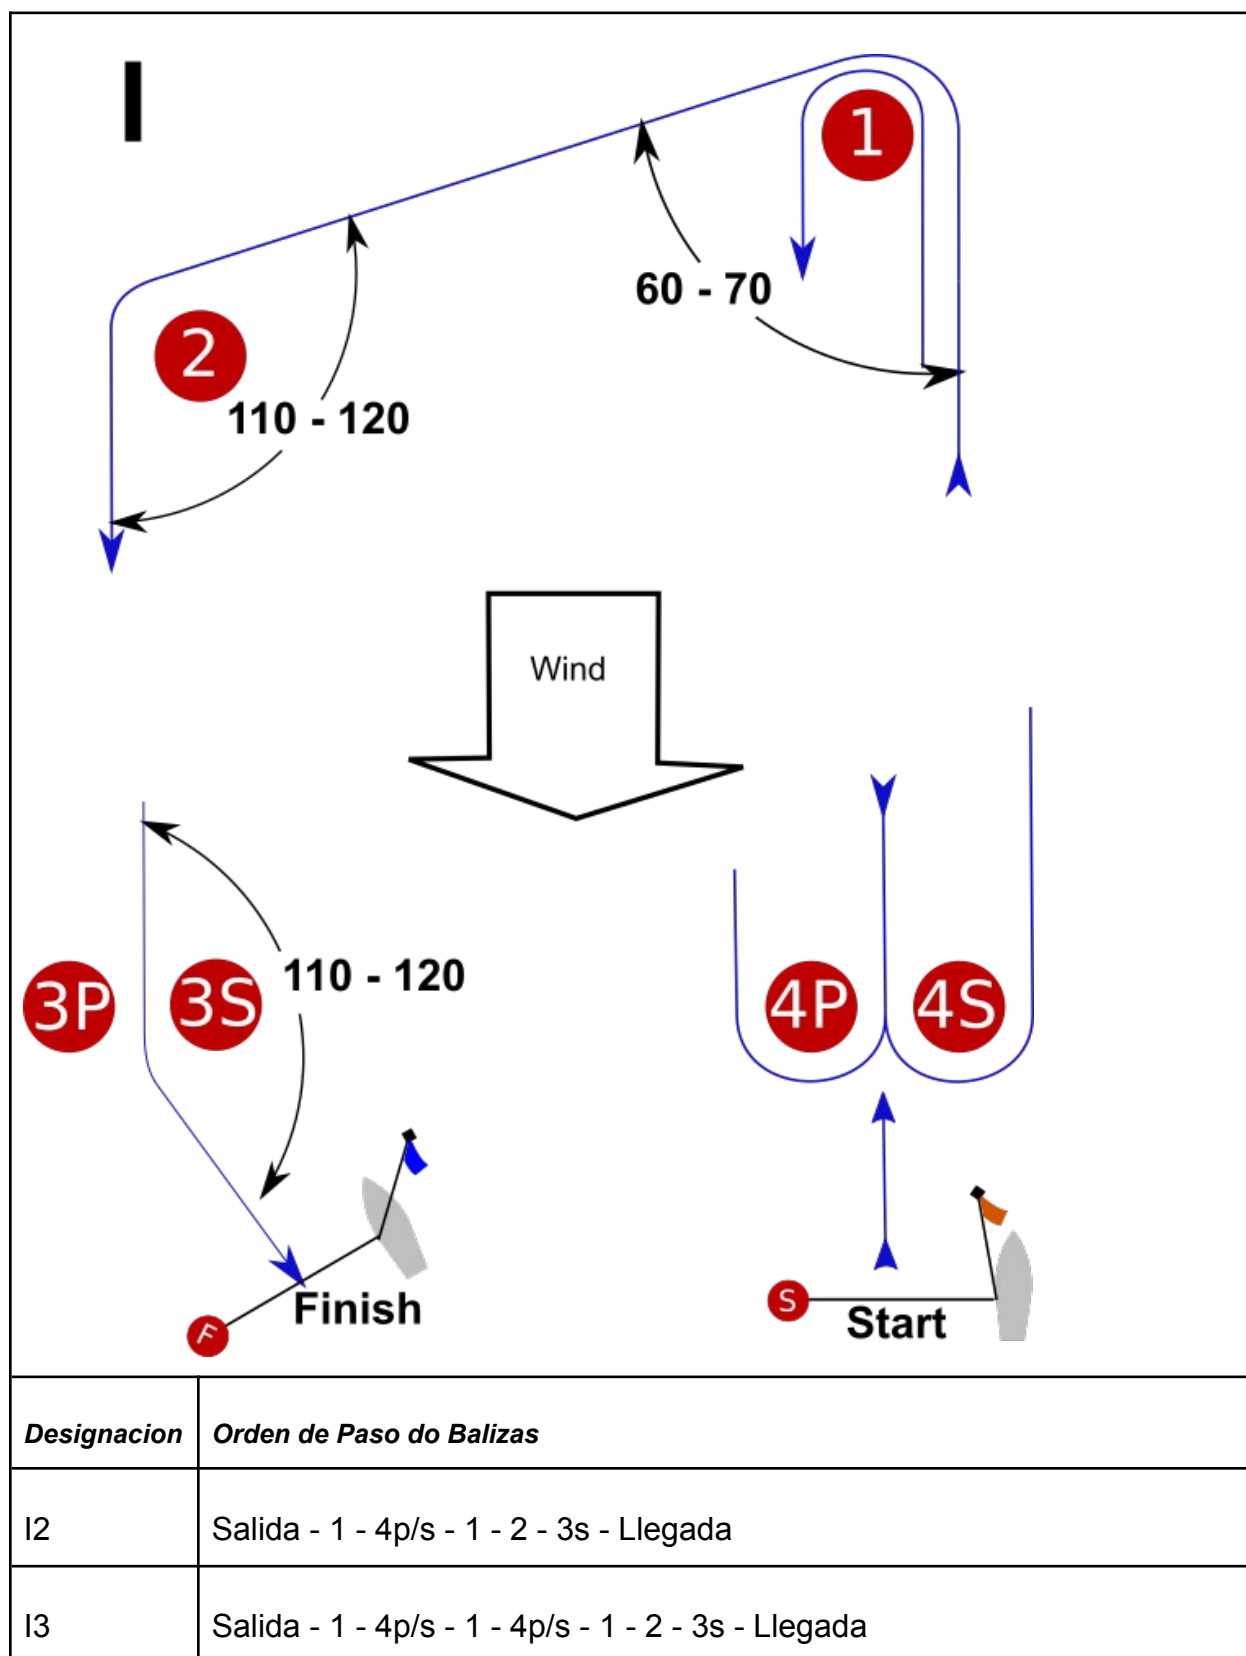 I
1
60 - 70
2
110 - 120
Wind
110 - 120
3P
3S
4P
4S
Finish
F
S
Start
Designacion Orden de Paso do Balizas
I2 Salida - 1 - 4p/s - 1 - 2 - 3s - Llegada
I3 Salida - 1 - 4p/s - 1 - 4p/s - 1 - 2 - 3s - Llegada